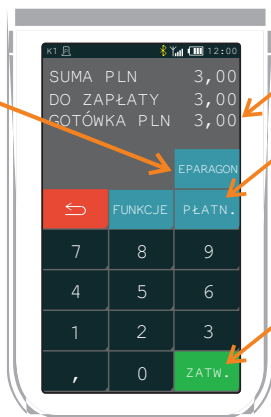 K1 12:00
SUMA PLN 3,00
DO ZAPŁATY 3,00
GOTÓWKA PLN 3,00
EPARAGON
FUNKCJE PŁATN.
7 8 9
4 5 6
1 2 3
, 0 ZATW.